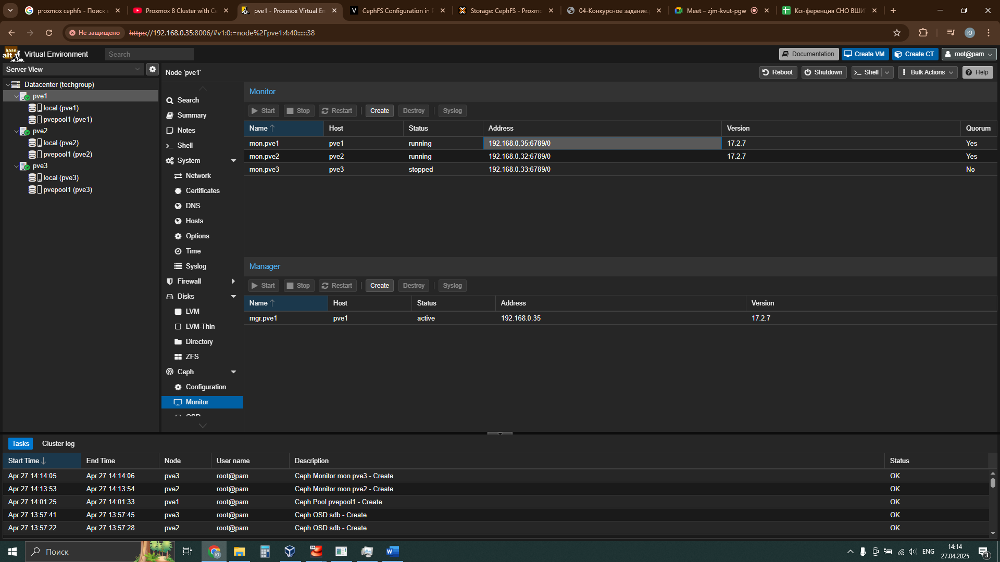 proxmox cephfs - Поиск
Proxmox 8 Cluster with Ce
pve1 - Proxmox Virtual En
CephFS Configuration in
Storage: CephFS - Proxmo
04-Конкурсное задание.
Meet – zjm-kvut-pgw
Конференция СНО ВШИ
Не защищено
https://192.168.0.35:8006/#v1:0:=node%2Fpve1:4:40::::::38
Ю
base alt
Virtual Environment
Search
Documentation
Create VM
Create CT
root@pam
Server View
Node 'pve1'
Reboot
Shutdown
Shell
Bulk Actions
Help
Datacenter (techgroup)
pve1
local (pve1)
pvepool1 (pve1)
pve2
local (pve2)
pvepool1 (pve2)
pve3
local (pve3)
pvepool1 (pve3)
Search
Summary
Notes
Shell
System
Network
Certificates
DNS
Hosts
Options
Time
Syslog
Firewall
Disks
LVM
LVM-Thin
Directory
ZFS
Ceph
Configuration
Monitor
OSD
Monitor
Start Stop Restart Create Destroy Syslog
Name Host Status Address Version Quorum
mon.pve1 pve1 running 192.168.0.35:6789/0 17.2.7 Yes
mon.pve2 pve2 running 192.168.0.32:6789/0 17.2.7 Yes
mon.pve3 pve3 stopped 192.168.0.33:6789/0 No
Manager
Start Stop Restart Create Destroy Syslog
Name Host Status Address Version
mgr.pve1 pve1 active 192.168.0.35 17.2.7
Tasks Cluster log
Start Time End Time Node User name Description Status
Apr 27 14:14:05 Apr 27 14:14:06 pve3 root@pam Ceph Monitor mon.pve3 - Create OK
Apr 27 14:13:53 Apr 27 14:13:54 pve2 root@pam Ceph Monitor mon.pve2 - Create OK
Apr 27 14:01:25 Apr 27 14:01:33 pve1 root@pam Ceph Pool pvepool1 - Create OK
Apr 27 13:57:41 Apr 27 13:57:45 pve3 root@pam Ceph OSD sdb - Create OK
Apr 27 13:57:22 Apr 27 13:57:28 pve2 root@pam Ceph OSD sdb - Create OK
Поиск
ENG
14:14
27.04.2025
3